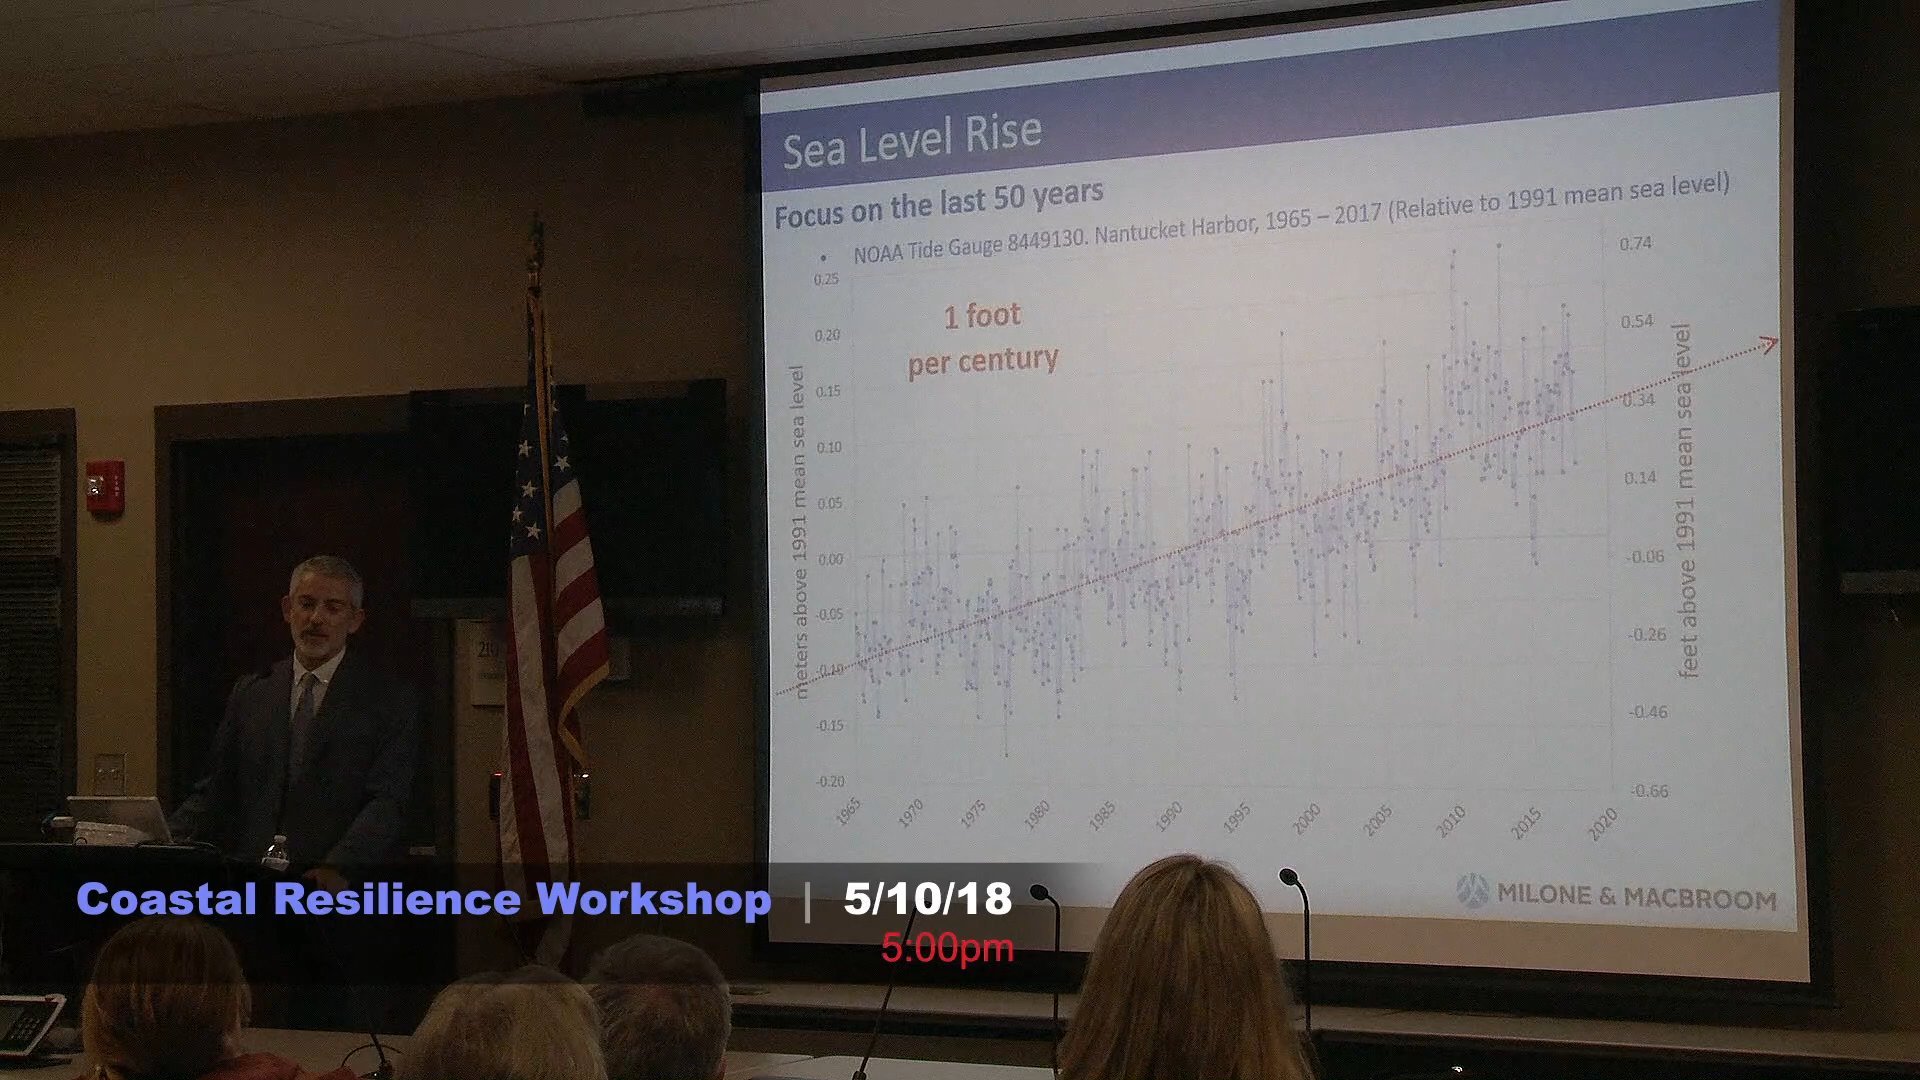 Sea Level Rise
Focus on the last 50 years
• NOAA Tide Gauge 8449130. Nantucket Harbor, 1965 – 2017 (Relative to 1991 mean sea level)
1 foot
per century
meters above 1991 mean sea level
0.25
0.20
0.15
0.10
0.05
0.00
-0.05
-0.10
-0.15
-0.20
1965 1970 1975 1980 1985 1990 1995 2000 2005 2010 2015 2020
0.74
0.54
0.34
0.14
-0.06
-0.26
-0.46
-0.66
feet above 1991 mean sea level
MILONE & MACBROOM
Coastal Resilience Workshop | 5/10/18
5:00pm